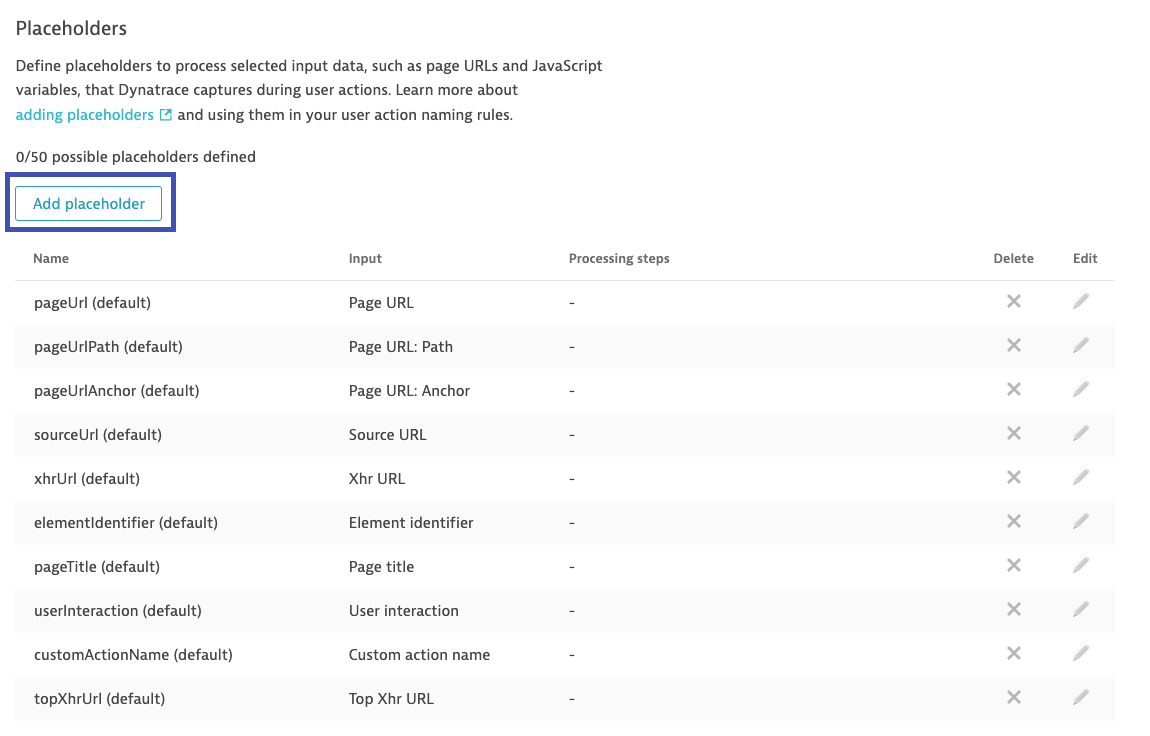 Placeholders
Define placeholders to process selected input data, such as page URLs and JavaScript
variables, that Dynatrace captures during user actions. Learn more about
adding placeholders and using them in your user action naming rules.
0/50 possible placeholders defined
Add placeholder
Name Input Processing steps Delete Edit
pageUrl (default) Page URL -
pageUrlPath (default) Page URL: Path -
pageUrlAnchor (default) Page URL: Anchor -
sourceUrl (default) Source URL -
xhrUrl (default) Xhr URL -
elementIdentifier (default) Element identifier -
pageTitle (default) Page title -
userInteraction (default) User interaction -
customActionName (default) Custom action name -
topXhrUrl (default) Top Xhr URL -